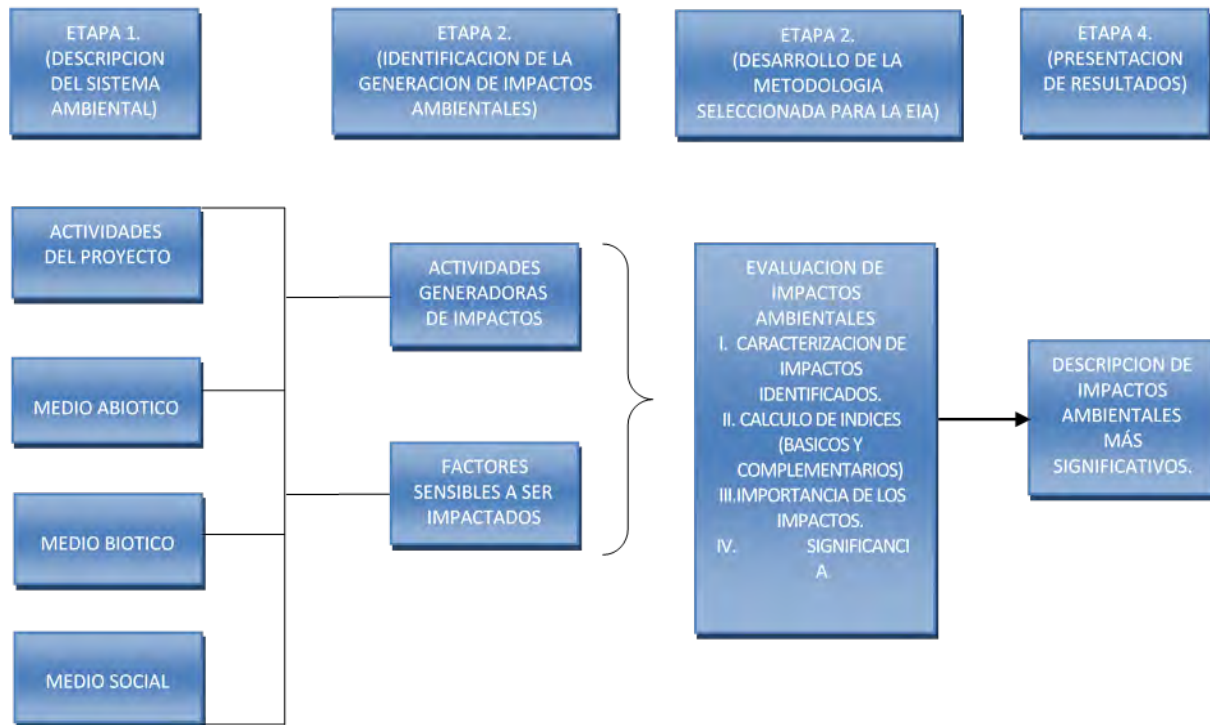 ETAPA 1.
(DESCRIPCION
DEL SISTEMA
AMBIENTAL)
ETAPA 2.
(IDENTIFICACION DE LA
GENERACION DE IMPACTOS
AMBIENTALES)
ETAPA 2.
(DESARROLLO DE LA
METODOLOGIA
SELECCIONADA PARA LA EIA)
ETAPA 4.
(PRESENTACION
DE RESULTADOS)
ACTIVIDADES
DEL PROYECTO
MEDIO ABIOTICO
MEDIO BIOTICO
MEDIO SOCIAL
ACTIVIDADES
GENERADORAS
DE IMPACTOS
FACTORES
SENSIBLES A SER
IMPACTADOS
EVALUACION DE
IMPACTOS
AMBIENTALES
I. CARACTERIZACION DE
IMPACTOS
IDENTIFICADOS.
II. CALCULO DE INDICES
(BASICOS Y
COMPLEMENTARIOS)
III.IMPORTANCIA DE LOS
IMPACTOS.
IV. SIGNIFICANCI
A
DESCRIPCION DE
IMPACTOS
AMBIENTALES
MÁS
SIGNIFICATIVOS.